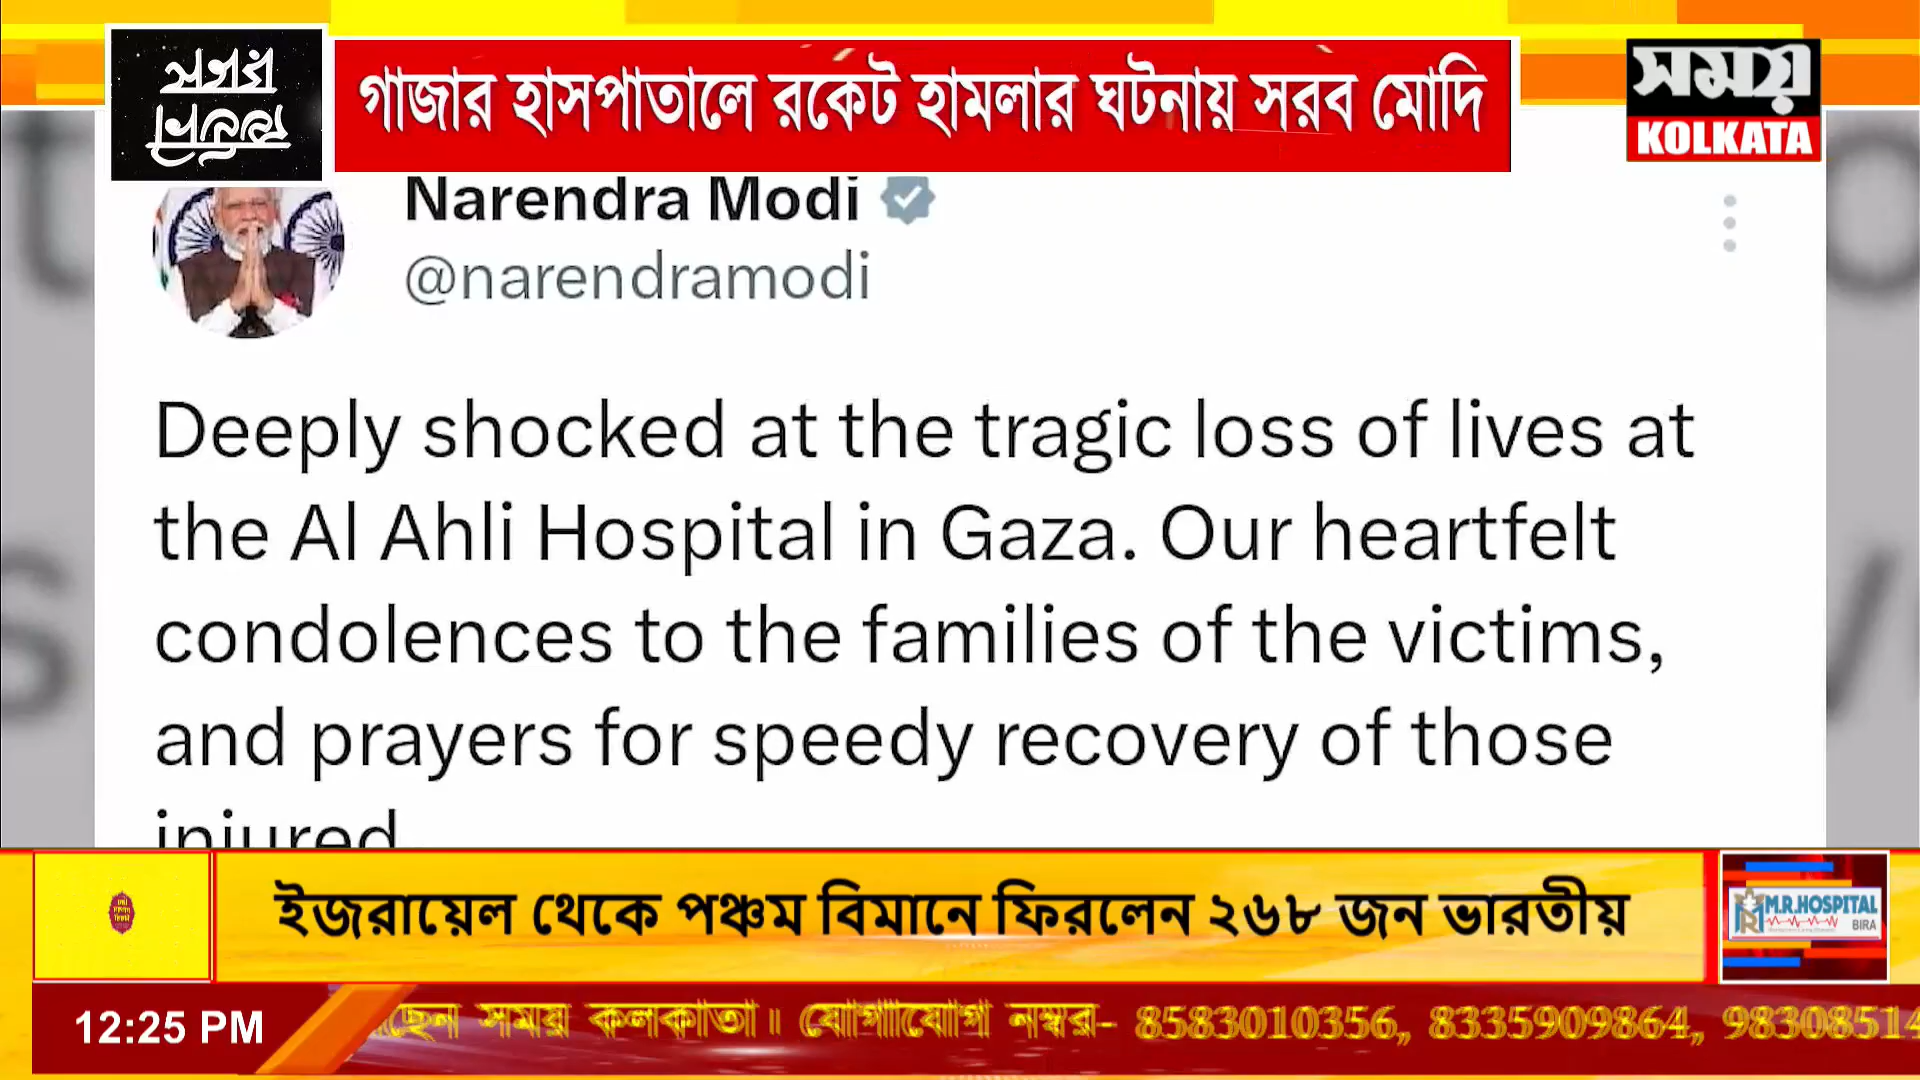 গাজার হাসপাতালে রকেট হামলার ঘটনায় সরব মোদি
সময়
KOLKATA
Narendra Modi
@narendramodi
Deeply shocked at the tragic loss of lives at
the Al Ahli Hospital in Gaza. Our heartfelt
condolences to the families of the victims,
and prayers for speedy recovery of those
injured
ইজরায়েল থেকে পঞ্চম বিমানে ফিরলেন ২৬৮ জন ভারতীয়
M.R.HOSPITAL
BIRA
12:25 PM
ছেন সময় কলকাতা। যোগাযোগ নম্বর- 8583010356, 8335909864, 98308514